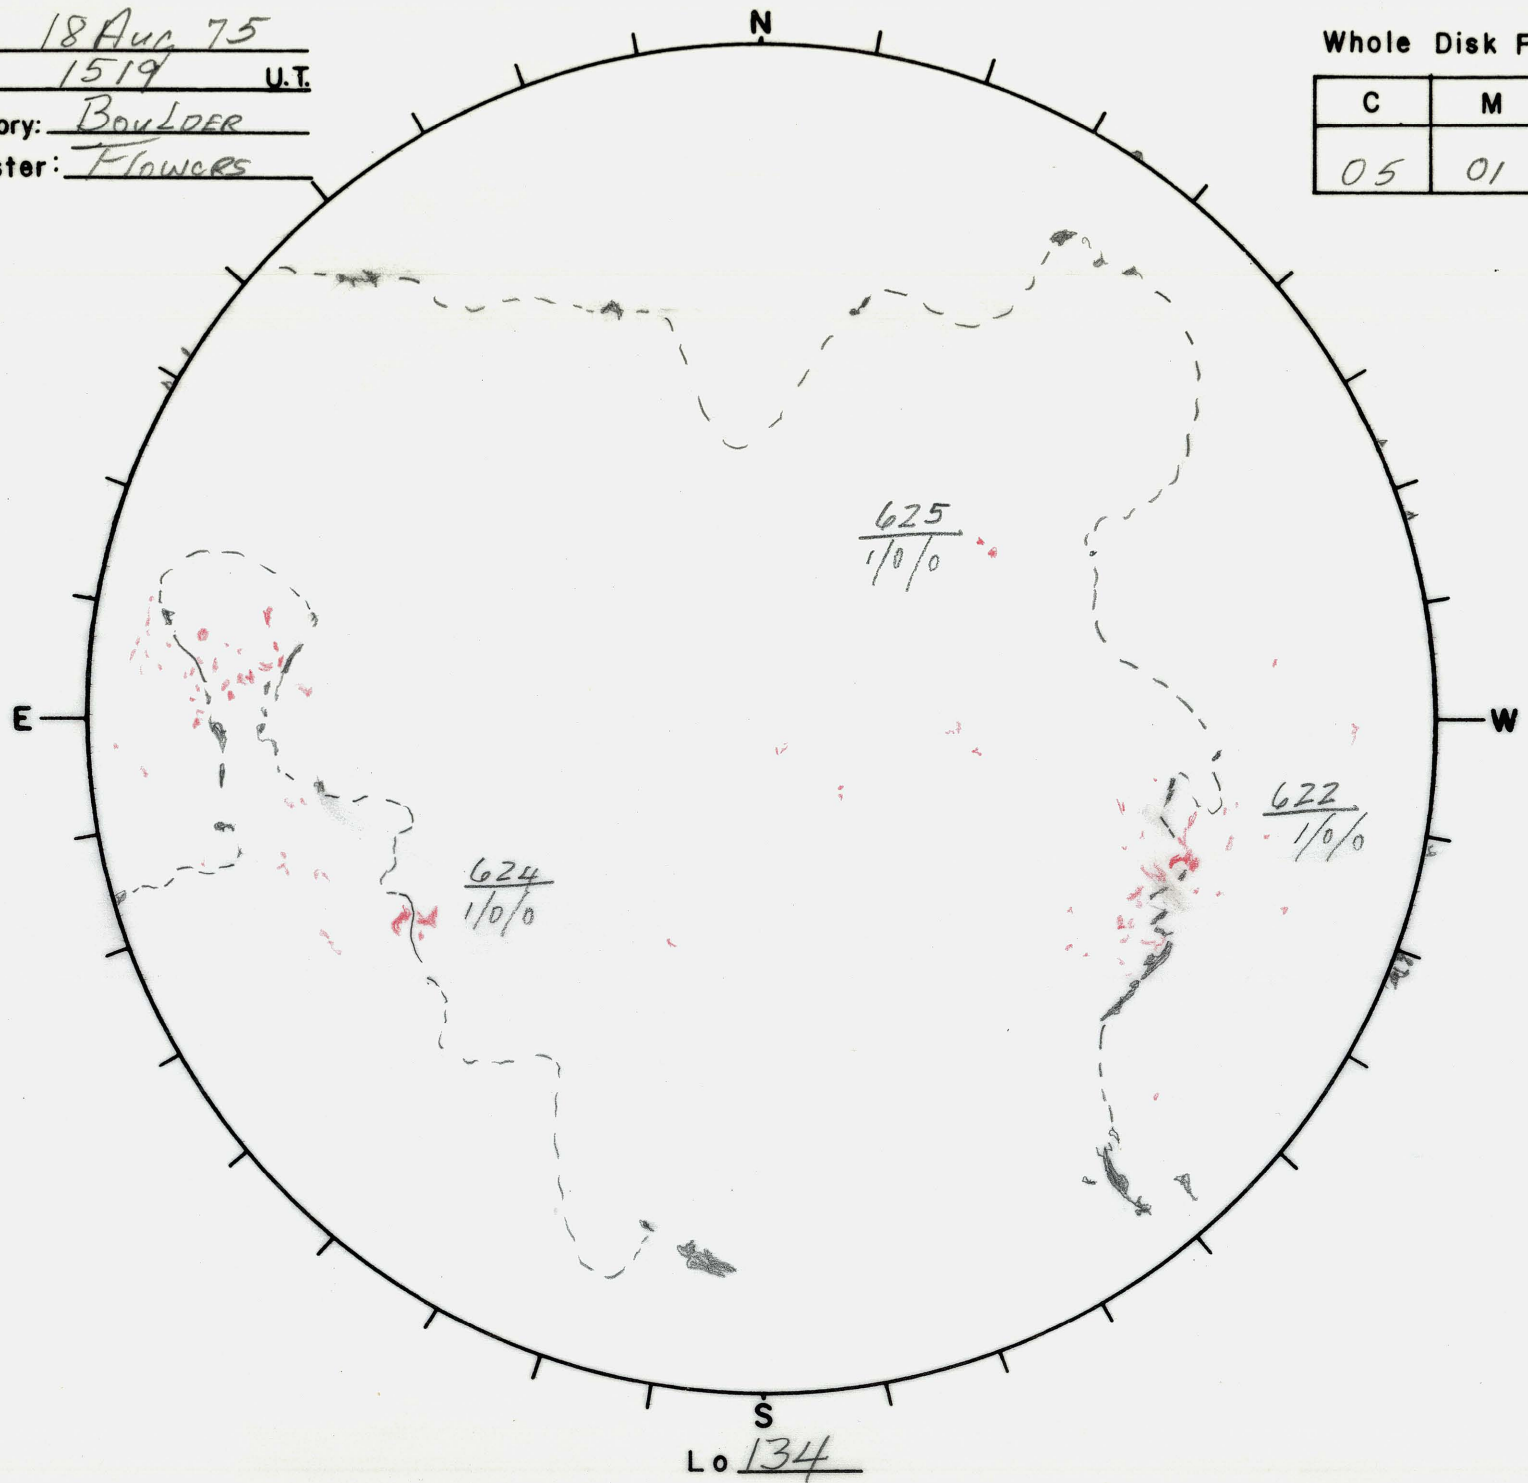 18 Aug 75
1519 U.T.
ory: BOULDER
ster: Flowers
N
Whole Disk F
C M
05 01
625
1/0/0
E
W
622
1/0/0
624
1/0/0
S
Lo 134